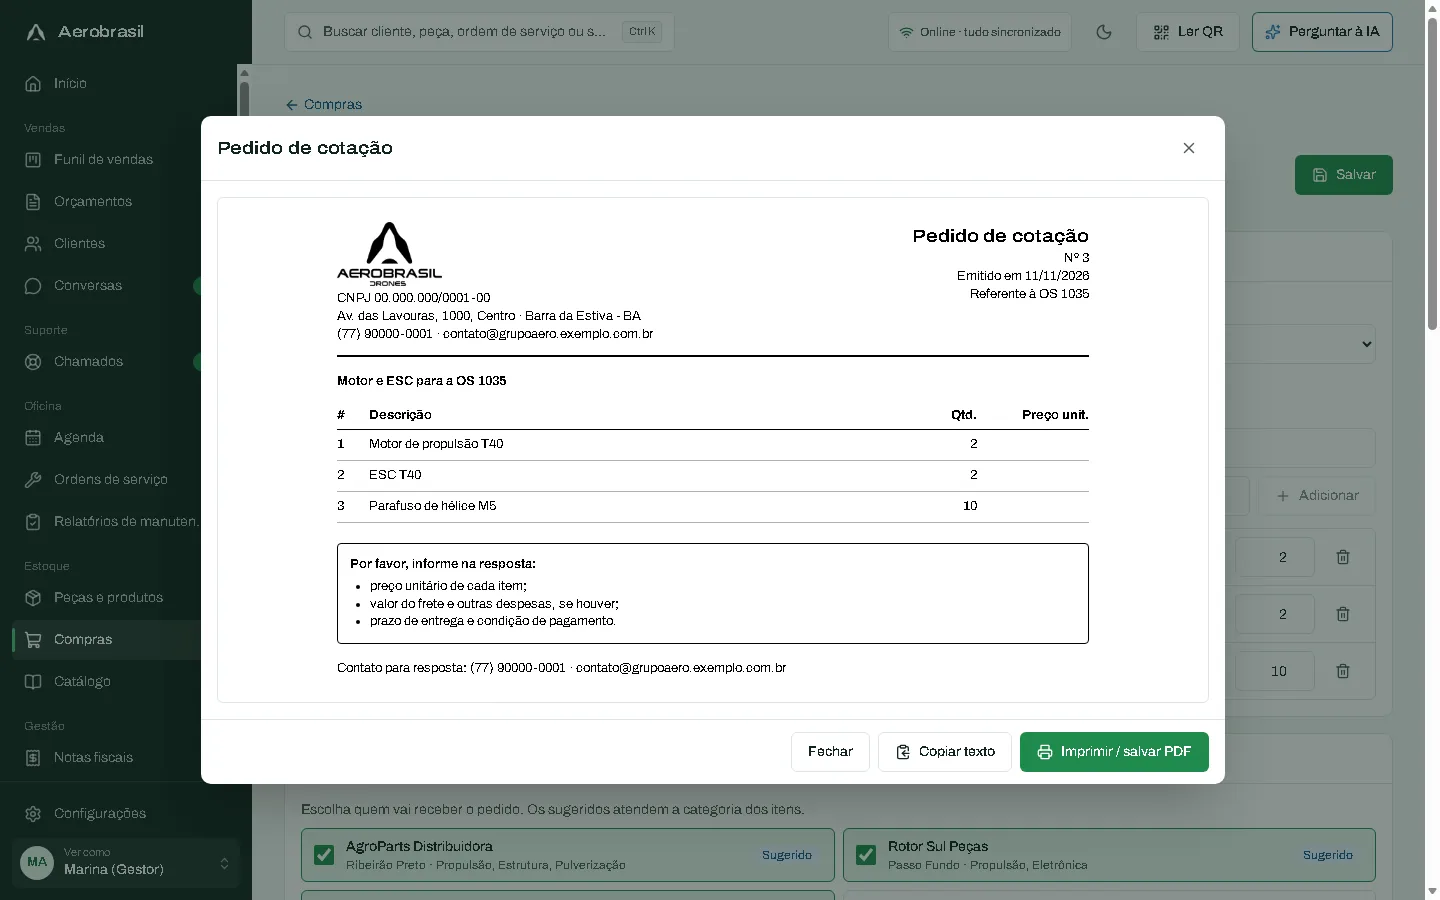 Aerobrasil
Buscar cliente, peça, ordem de serviço ou s...
Ctrl K
Online · tudo sincronizado
Ler QR
Perguntar à IA
Início
Vendas
Funil de vendas
Orçamentos
Clientes
Conversas
Suporte
Chamados
Oficina
Agenda
Ordens de serviço
Relatórios de manuten.
Estoque
Peças e produtos
Compras
Catálogo
Gestão
Notas fiscais
Configurações
MA
Ver como
Marina (Gestor)
Compras
Salvar
Pedido de cotação
AEROBRASIL
DRONES
CNPJ 00.000.000/0001-00
Av. das Lavouras, 1000, Centro · Barra da Estiva - BA
(77) 90000-0001 · contato@grupoaero.exemplo.com.br
Pedido de cotação
Nº 3
Emitido em 11/11/2026
Referente à OS 1035
Motor e ESC para a OS 1035
# Descrição Qtd. Preço unit.
1 Motor de propulsão T40 2
2 ESC T40 2
3 Parafuso de hélice M5 10
Por favor, informe na resposta:
• preço unitário de cada item;
• valor do frete e outras despesas, se houver;
• prazo de entrega e condição de pagamento.
Contato para resposta: (77) 90000-0001 · contato@grupoaero.exemplo.com.br
Fechar
Copiar texto
Imprimir / salvar PDF
Adicionar
2
2
10
Escolha quem vai receber o pedido. Os sugeridos atendem a categoria dos itens.
AgroParts Distribuidora
Ribeirão Preto · Propulsão, Estrutura, Pulverização
Sugerido
Rotor Sul Peças
Passo Fundo · Propulsão, Eletrônica
Sugerido